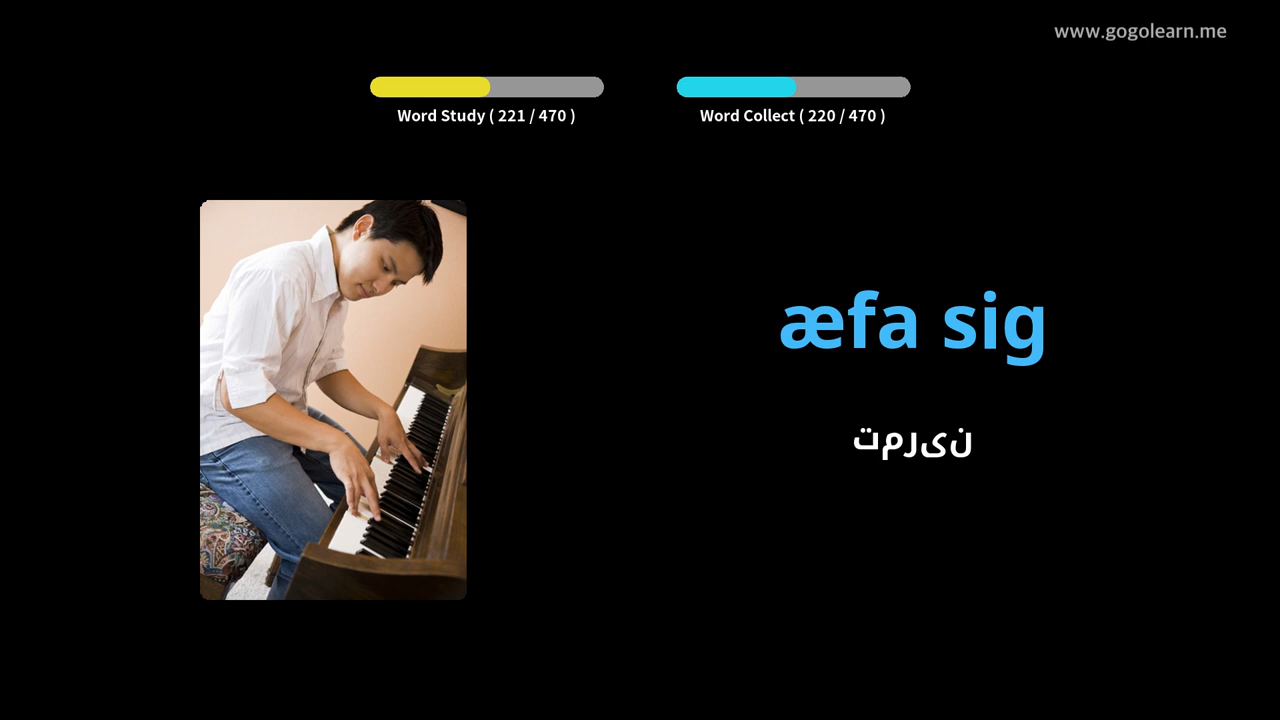 www.gogolearn.me
Word Study ( 221 / 470 )
Word Collect ( 220 / 470 )
æfa sig
تمرین